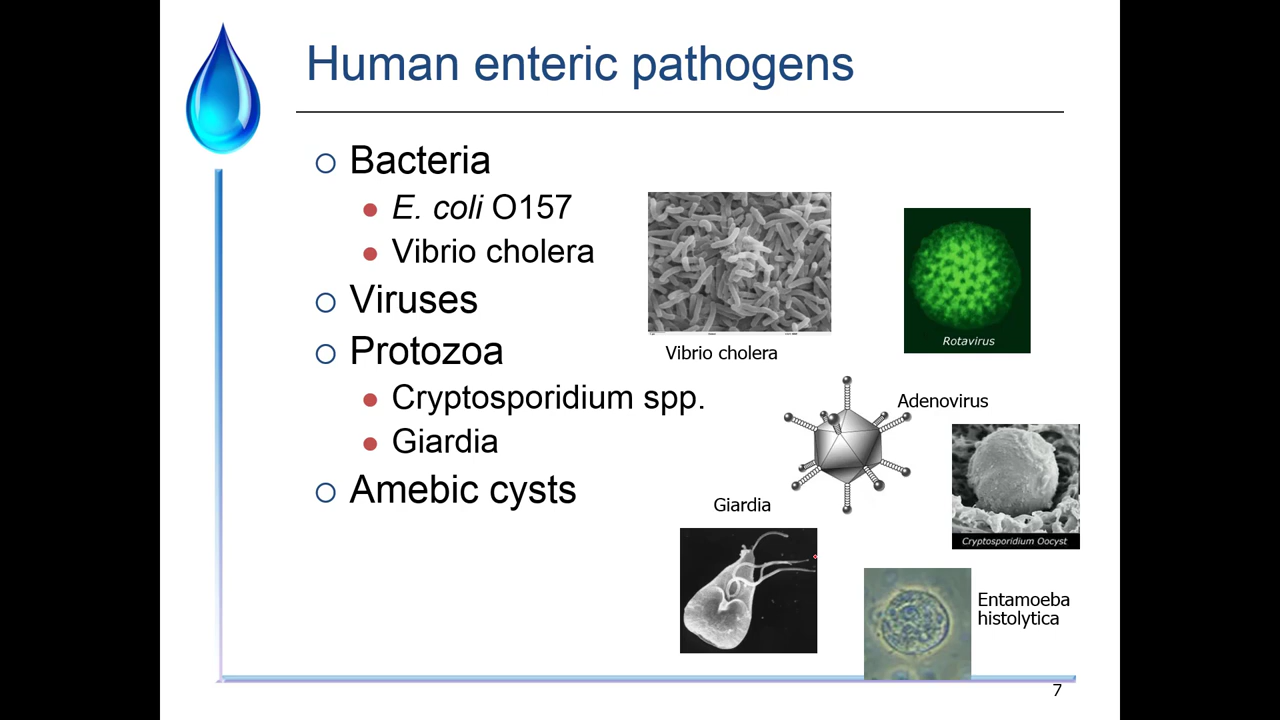 Human enteric pathogens
Bacteria
E. coli O157
Vibrio cholera
Viruses
Protozoa
Cryptosporidium spp.
Giardia
Amebic cysts
Vibrio cholera
Rotavirus
Adenovirus
Cryptosporidium Oocyst
Giardia
Entamoeba
histolytica
7